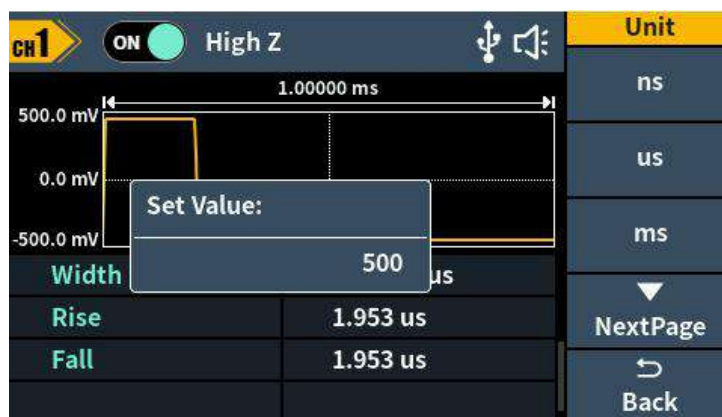 CH1 ON High Z
Unit
1.00000 ms
500.0 mV
0.0 mV
-500.0 mV
Set Value:
500
Width us
Rise 1.953 us
Fall 1.953 us
ns
us
ms
NextPage
Back